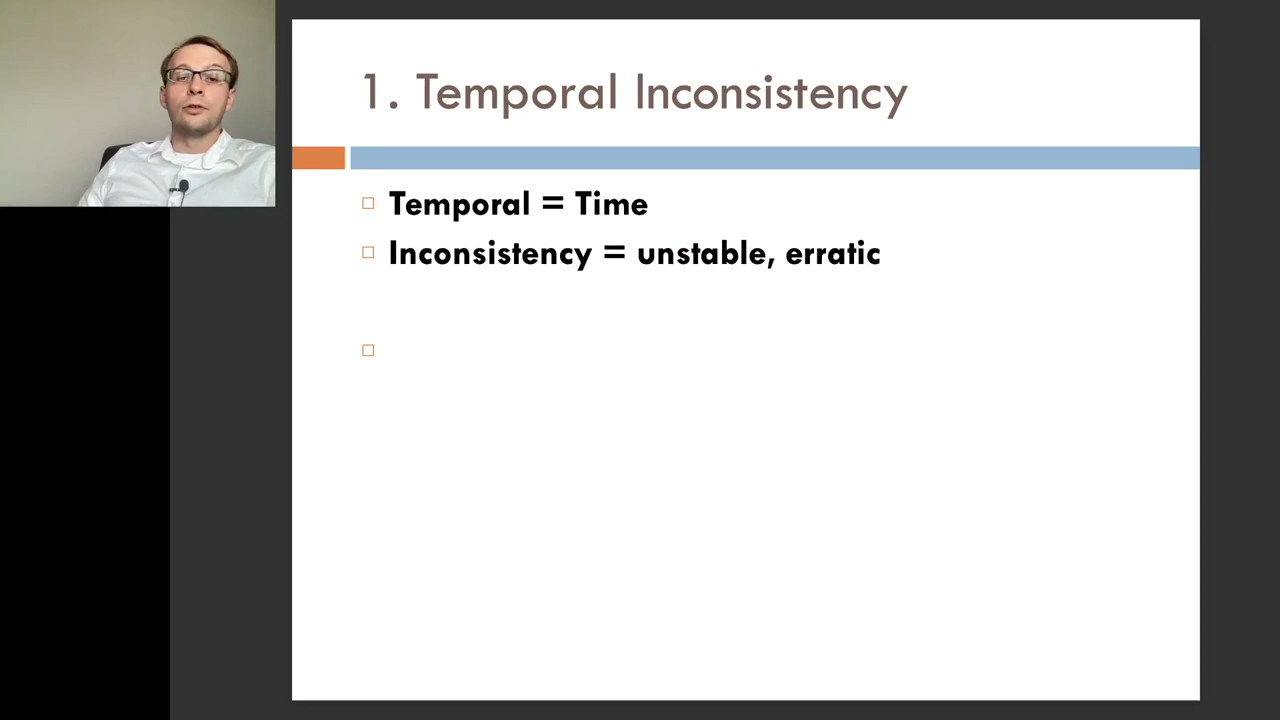 1. Temporal Inconsistency
Temporal = Time
Inconsistency = unstable, erratic